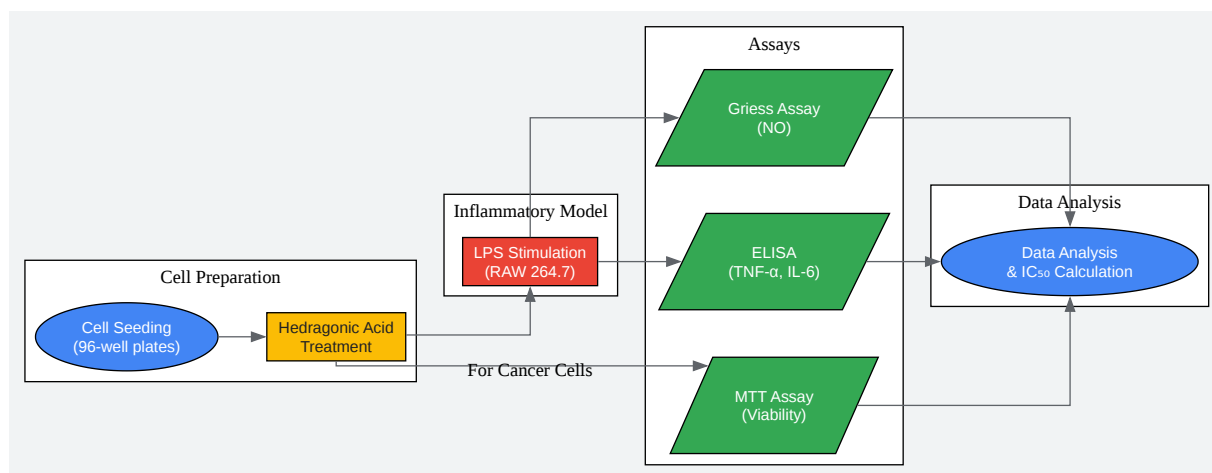 Cell Preparation
Cell Seeding
(96-well plates)
Hedragonic Acid
Treatment
For Cancer Cells
Inflammatory Model
LPS Stimulation
(RAW 264.7)
Assays
Griess Assay
(NO)
ELISA
(TNF-α, IL-6)
MTT Assay
(Viability)
Data Analysis
Data Analysis
& IC₅₀ Calculation